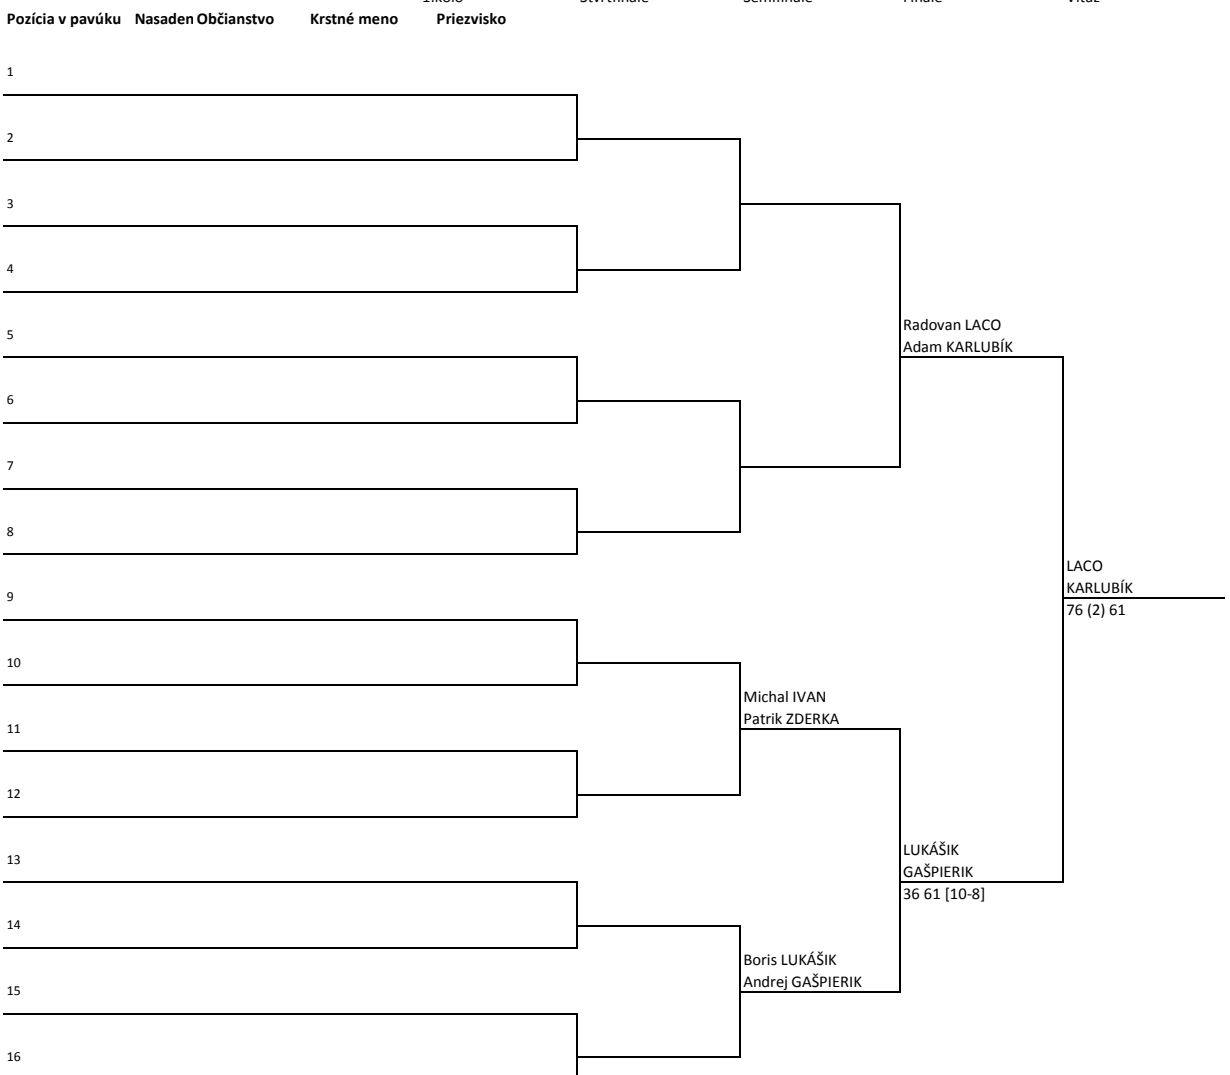 Pozícia v pavúku Nasaden Občianstvo Krstné meno Priezvisko
1
2
3
4
5
Radovan LACO
Adam KARLUBÍK
6
7
8
LACO
KARLUBÍK
76 (2) 61
9
10
Michal IVAN
Patrik ZDERKA
11
12
LUKÁŠIK
GAŠPIERIK
36 61 [10-8]
13
14
Boris LUKÁŠIK
Andrej GAŠPIERIK
15
16